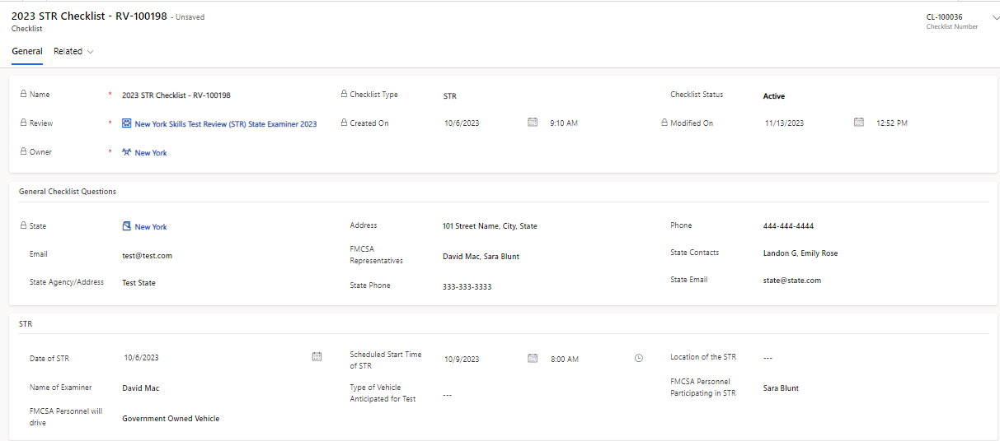 2023 STR Checklist - RV-100198 - Unsaved
Checklist
CL-100036
Checklist Number
General Related
Name * 2023 STR Checklist - RV-100198 Checklist Type STR Checklist Status Active
Review * New York Skills Test Review (STR) State Examiner 2023 Created On 10/6/2023 9:10 AM Modified On 11/13/2023 12:52 PM
Owner * New York
General Checklist Questions
State New York Address 101 Street Name, City, State Phone 444-444-4444
Email test@test.com FMCSA Representatives David Mac, Sara Blunt State Contacts Landon G, Emily Rose
State Agency/Address Test State State Phone 333-333-3333 State Email state@state.com
STR
Date of STR 10/6/2023 Scheduled Start Time of STR 10/9/2023 8:00 AM Location of the STR ---
Name of Examiner David Mac Type of Vehicle Anticipated for Test --- FMCSA Personnel Participating in STR Sara Blunt
FMCSA Personnel will drive Government Owned Vehicle